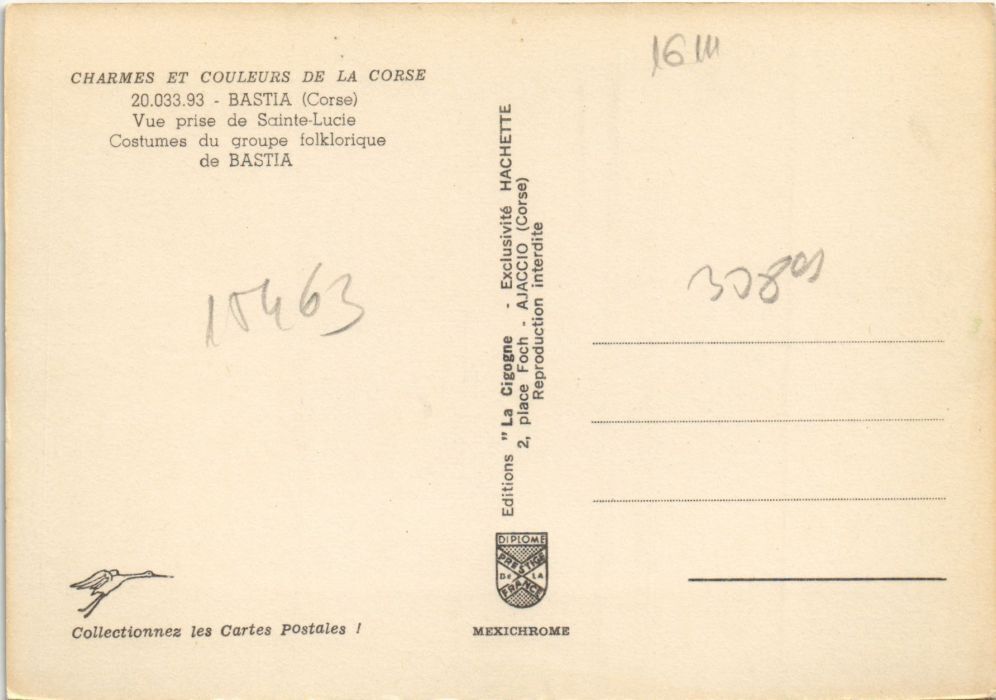 CHARMES ET COULEURS DE LA CORSE
20.033.93 - BASTIA (Corse)
Vue prise de Sainte-Lucie
Costumes du groupe folklorique
de BASTIA
15463
Collectionnez les Cartes Postales !
Editions "La Cigogne - Exclusivité HACHETTE
2, place Foch - AJACCIO (Corse)
Reproduction interdite
DIPLOME
PRESTIGE
DE LA
FRANCE
MEXICHROME